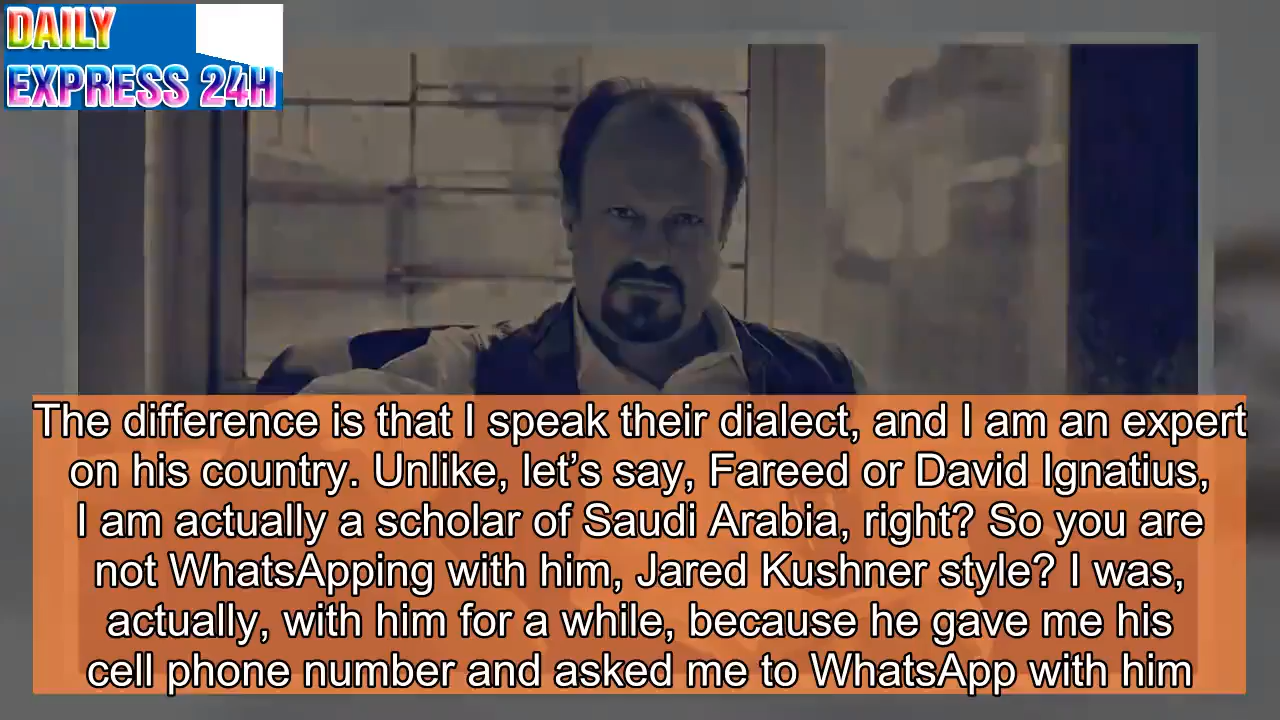 DAILY
EXPRESS 24H
The difference is that I speak their dialect, and I am an expert
on his country. Unlike, let’s say, Fareed or David Ignatius,
I am actually a scholar of Saudi Arabia, right? So you are
not WhatsApping with him, Jared Kushner style? I was,
actually, with him for a while, because he gave me his
cell phone number and asked me to WhatsApp with him